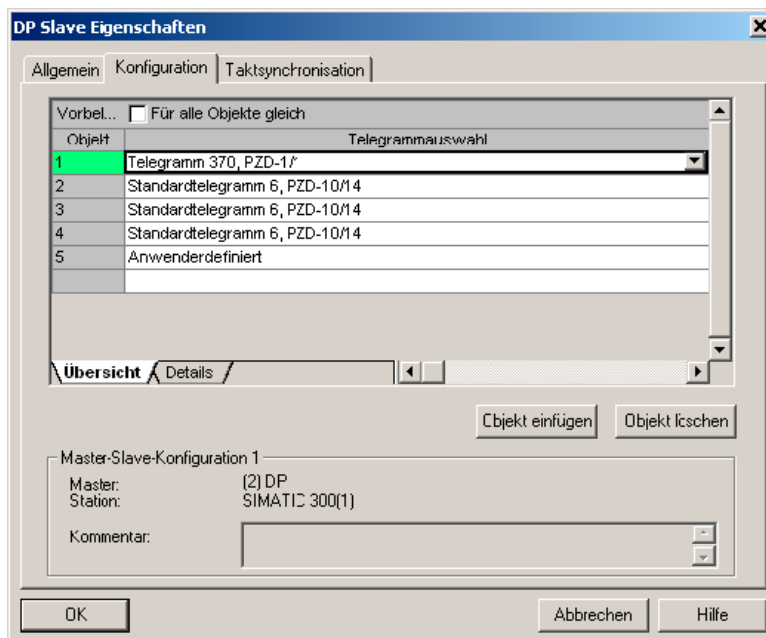 DP Slave Eigenschaften
Allgemein Konfiguration Taktsynchronisation
Vorbel... Für alle Objekte gleich
Objekt Telegrammauswahl
1 Telegramm 370, PZD-1/1
2 Standardtelegramm 6, PZD-10/14
3 Standardtelegramm 6, PZD-10/14
4 Standardtelegramm 6, PZD-10/14
5 Anwenderdefiniert
Übersicht Details
Objekt einfügen Objekt löschen
Master-Slave-Konfiguration 1
Master: (2) DP
Station: SIMATIC 300(1)
Kommentar:
OK Abbrechen Hilfe